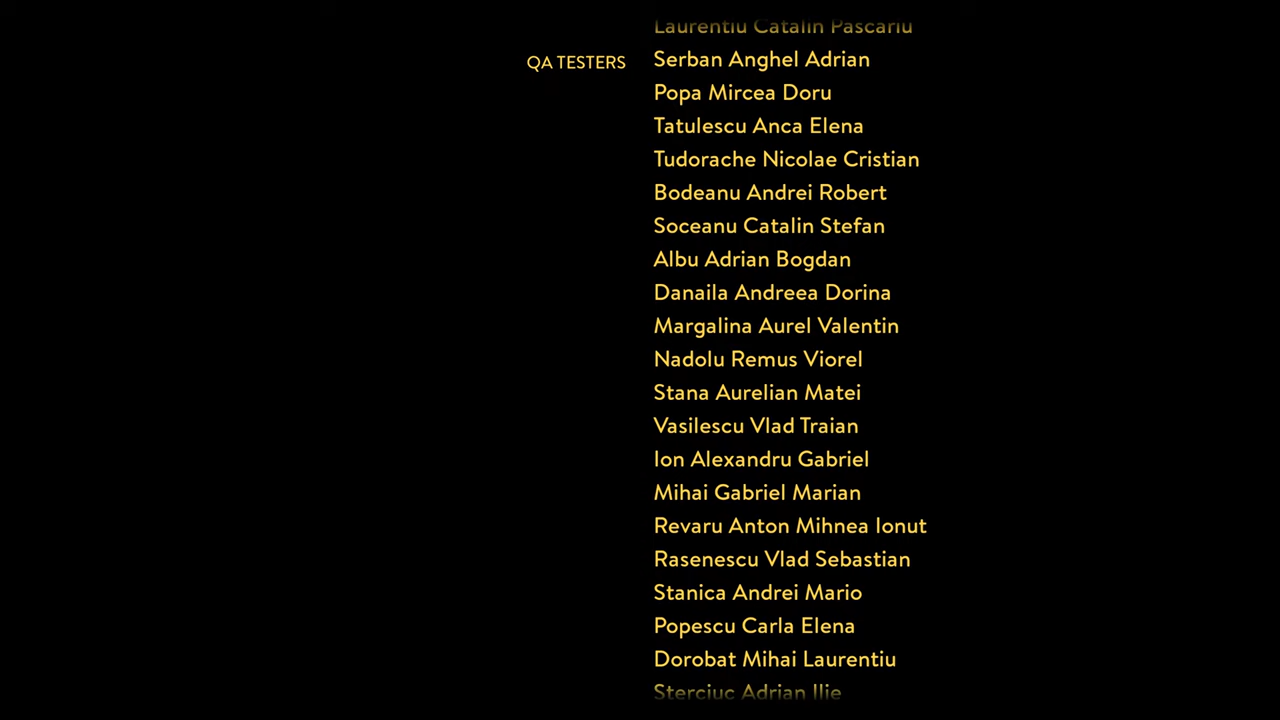 Laurentiu Catalin Pascariu
QA TESTERS Serban Anghel Adrian
Popa Mircea Doru
Tatulescu Anca Elena
Tudorache Nicolae Cristian
Bodeanu Andrei Robert
Soceanu Catalin Stefan
Albu Adrian Bogdan
Danaila Andreea Dorina
Margalina Aurel Valentin
Nadolu Remus Viorel
Stana Aurelian Matei
Vasilescu Vlad Traian
Ion Alexandru Gabriel
Mihai Gabriel Marian
Revaru Anton Mihnea Ionut
Rasenescu Vlad Sebastian
Stanica Andrei Mario
Popescu Carla Elena
Dorobat Mihai Laurentiu
Sterciuc Adrian Ilie